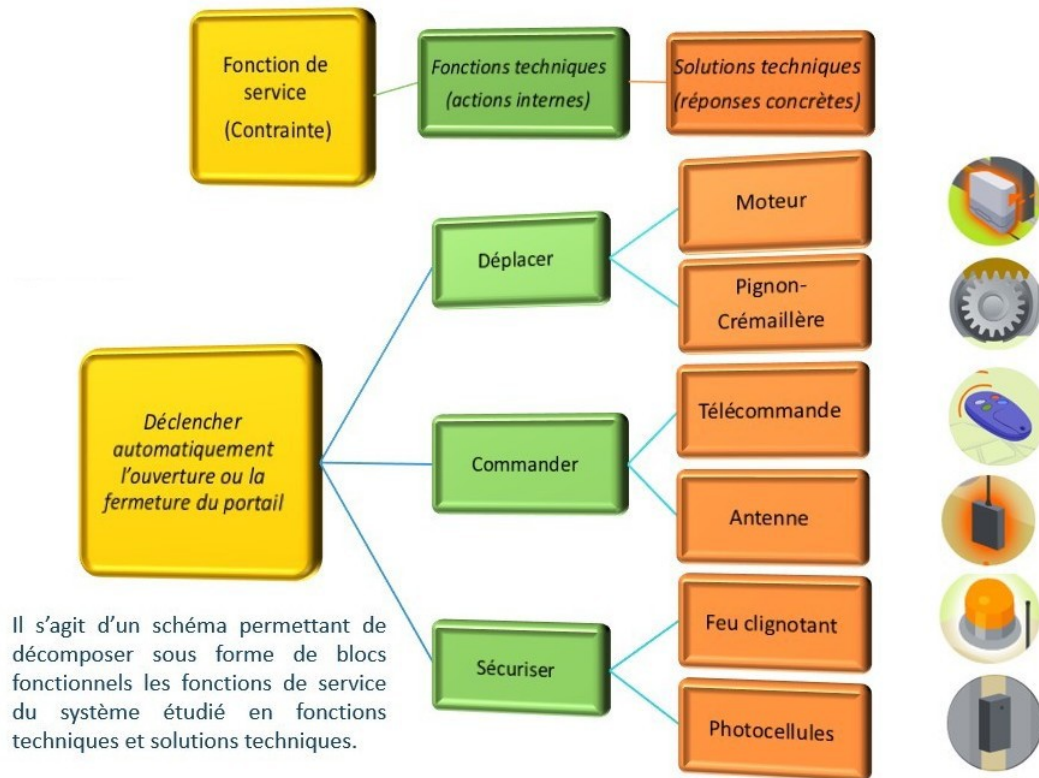 Fonction de
service
(Contrainte)
Fonctions techniques
(actions internes)
Solutions techniques
(réponses concrètes)
Déclencher
automatiquement
l'ouverture ou la
fermeture du portail
Déplacer
Moteur
Pignon-
Crémaillère
Commander
Télécommande
Antenne
Sécuriser
Feu clignotant
Photocellules
Il s’agit d’un schéma permettant de
décomposer sous forme de blocs
fonctionnels les fonctions de service
du système étudié en fonctions
techniques et solutions techniques.